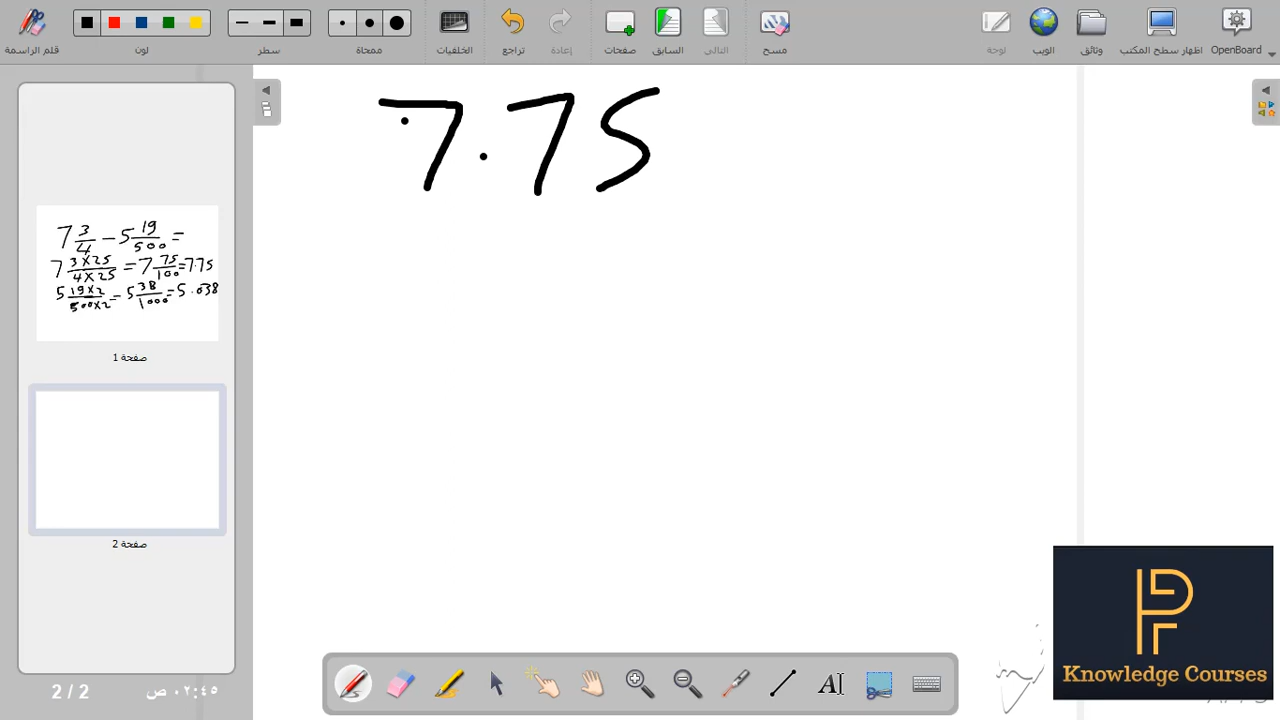 قلم الراسمة
لون
سطر
ممحاة
الخلفيات
تراجع
إعادة
صفحات
السابق
التالي
مسح
لوحة
الويب
وثائق
اظهار سطح المكتب
OpenBoard
7.75
7 3/4 − 5 19/500 =
7 3×25/4×25 = 7 75/100 = 7.75
5 19×2/500×2 − 5 38/1000 = 5.038
صفحة 1
صفحة 2
2 / 2
٠٢:٤٥ ص
AI
Knowledge Courses